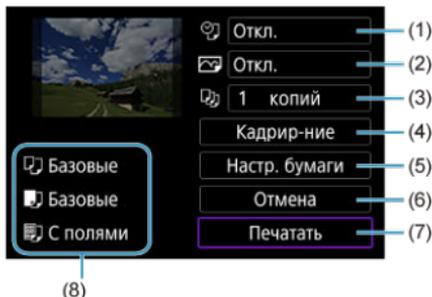 Откл. (1)
Откл. (2)
1 копий (3)
Кадрир-ние (4)
Базовые Настр. бумаги (5)
Базовые Отмена (6)
С полями Печатать (7)
(8)